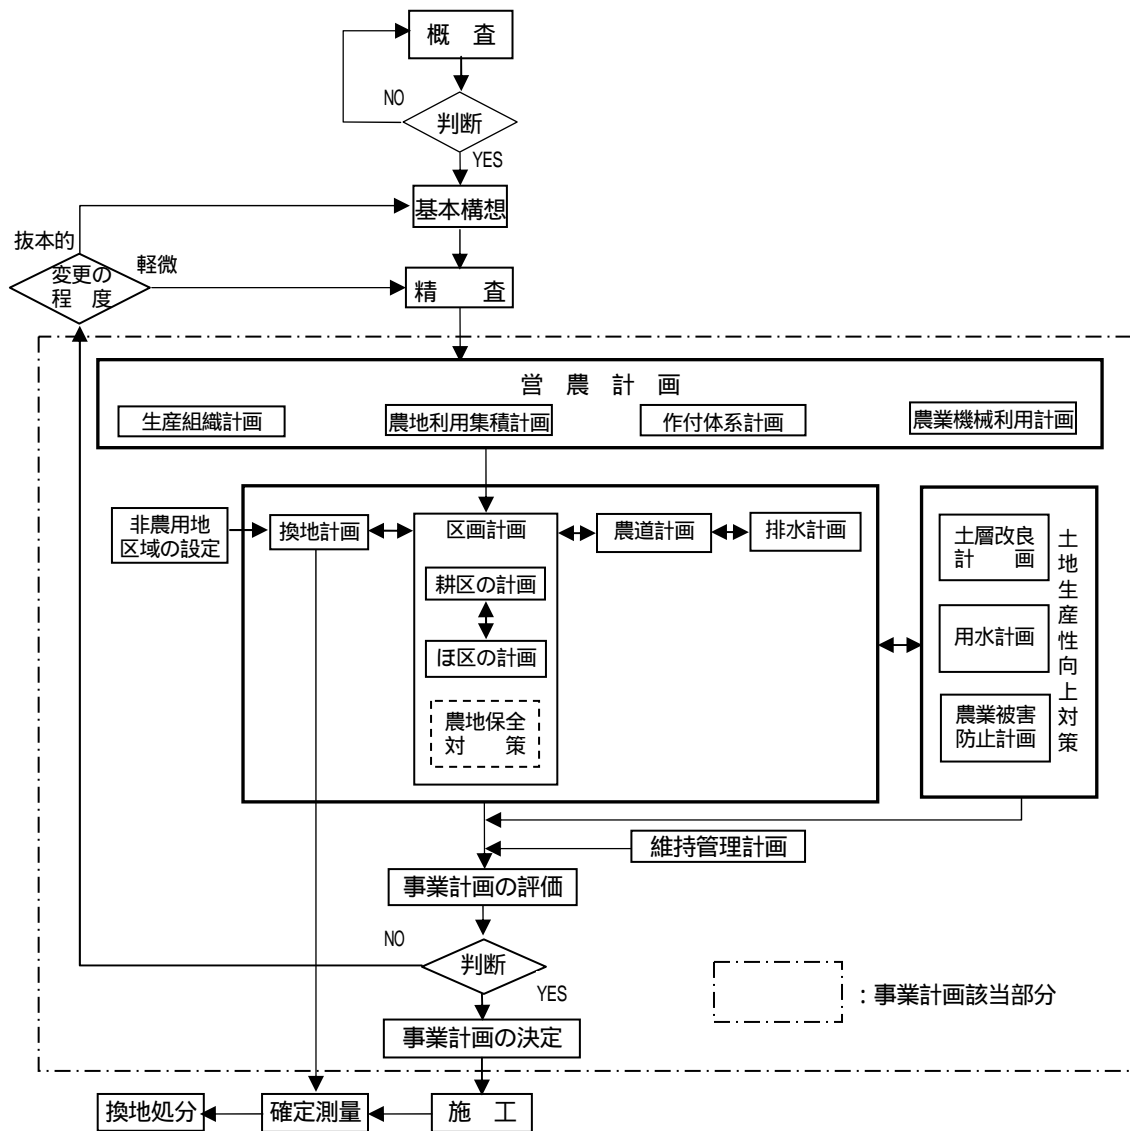 概　査
NO
判断
YES
基本構想
抜本的
変更の
程　度
軽微
精　　査
営　農　計　画
生産組織計画
農地利用集積計画
作付体系計画
農業機械利用計画
非農用地
区域の設定
換地計画
区画計画
農道計画
排水計画
耕区の計画
ほ区の計画
農地保全
対　　策
土層改良
計　　画
用水計画
農業被害
防止計画
土地生産性向上対策
維持管理計画
事業計画の評価
NO
判断
YES
：事業計画該当部分
事業計画の決定
換地処分
確定測量
施　工